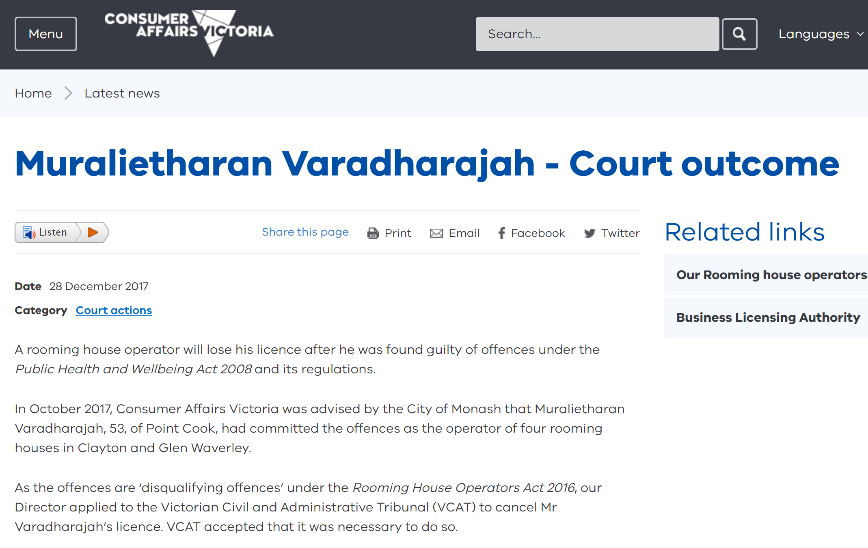 Menu
CONSUMER
AFFAIRS VICTORIA
Search...
Languages
Home
Latest news
Muralietharan Varadharajah - Court outcome
Listen
Share this page
Print
Email
Facebook
Twitter
Related links
Our Rooming house operators
Business Licensing Authority
Date 28 December 2017
Category Court actions
A rooming house operator will lose his licence after he was found guilty of offences under the
Public Health and Wellbeing Act 2008 and its regulations.
In October 2017, Consumer Affairs Victoria was advised by the City of Monash that Muralietharan
Varadharajah, 53, of Point Cook, had committed the offences as the operator of four rooming
houses in Clayton and Glen Waverley.
As the offences are ‘disqualifying offences’ under the Rooming House Operators Act 2016, our
Director applied to the Victorian Civil and Administrative Tribunal (VCAT) to cancel Mr
Varadharajah’s licence. VCAT accepted that it was necessary to do so.